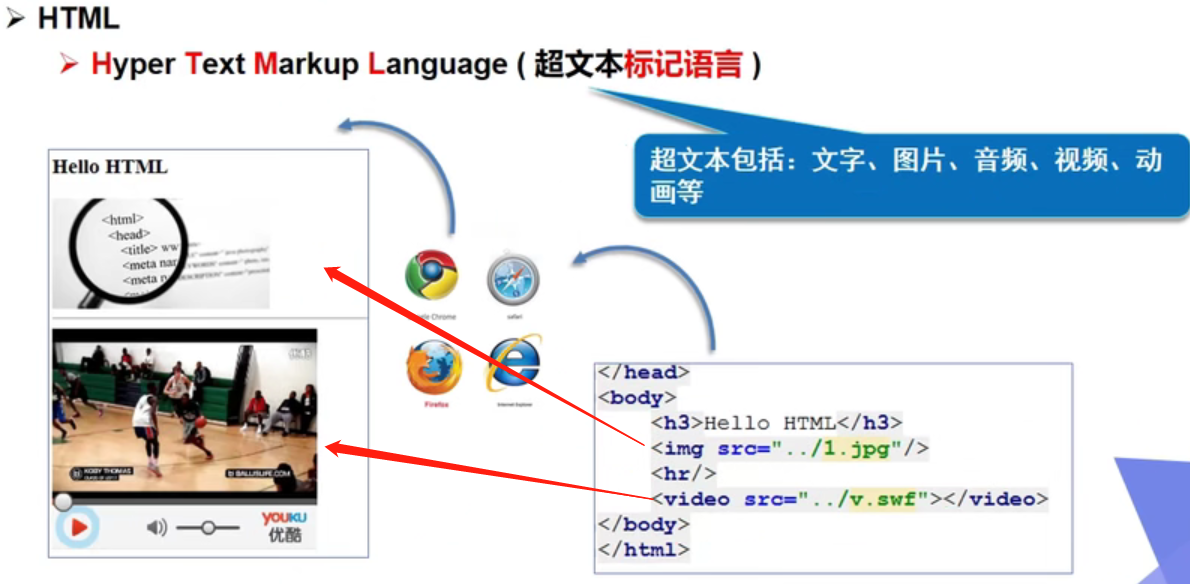 HTML
Hyper Text Markup Language ( 超文本标记语言 )
超文本包括：文字、图片、音频、视频、动
画等
Hello HTML
<html>
<head>
<title> ww
<meta nar
<meta n
Chrome
safari
Firefox
Internet Explorer
KOBY THOMAS
BALLISLIFE.COM
YOUKU
优酷
</head>
<body>
<h3>Hello HTML</h3>
<img src="../1.jpg"/>
<hr/>
<video src="../v.swf"></video>
</body>
</html>